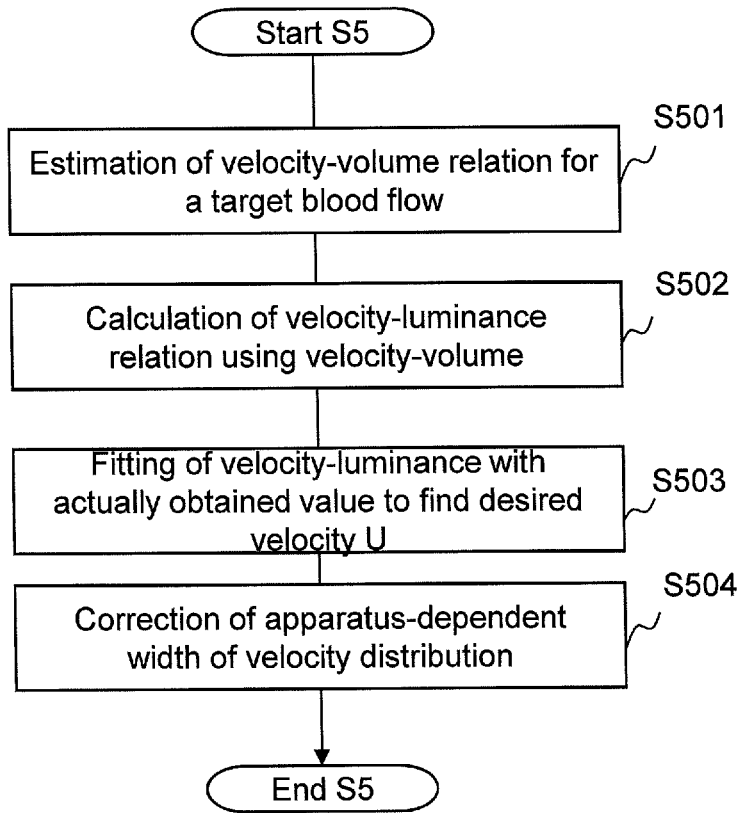 Start S5
S501
Estimation of velocity-volume relation for
a target blood flow
S502
Calculation of velocity-luminance
relation using velocity-volume
Fitting of velocity-luminance with
actually obtained value to find desired
velocity U
S503
S504
Correction of apparatus-dependent
width of velocity distribution
End S5